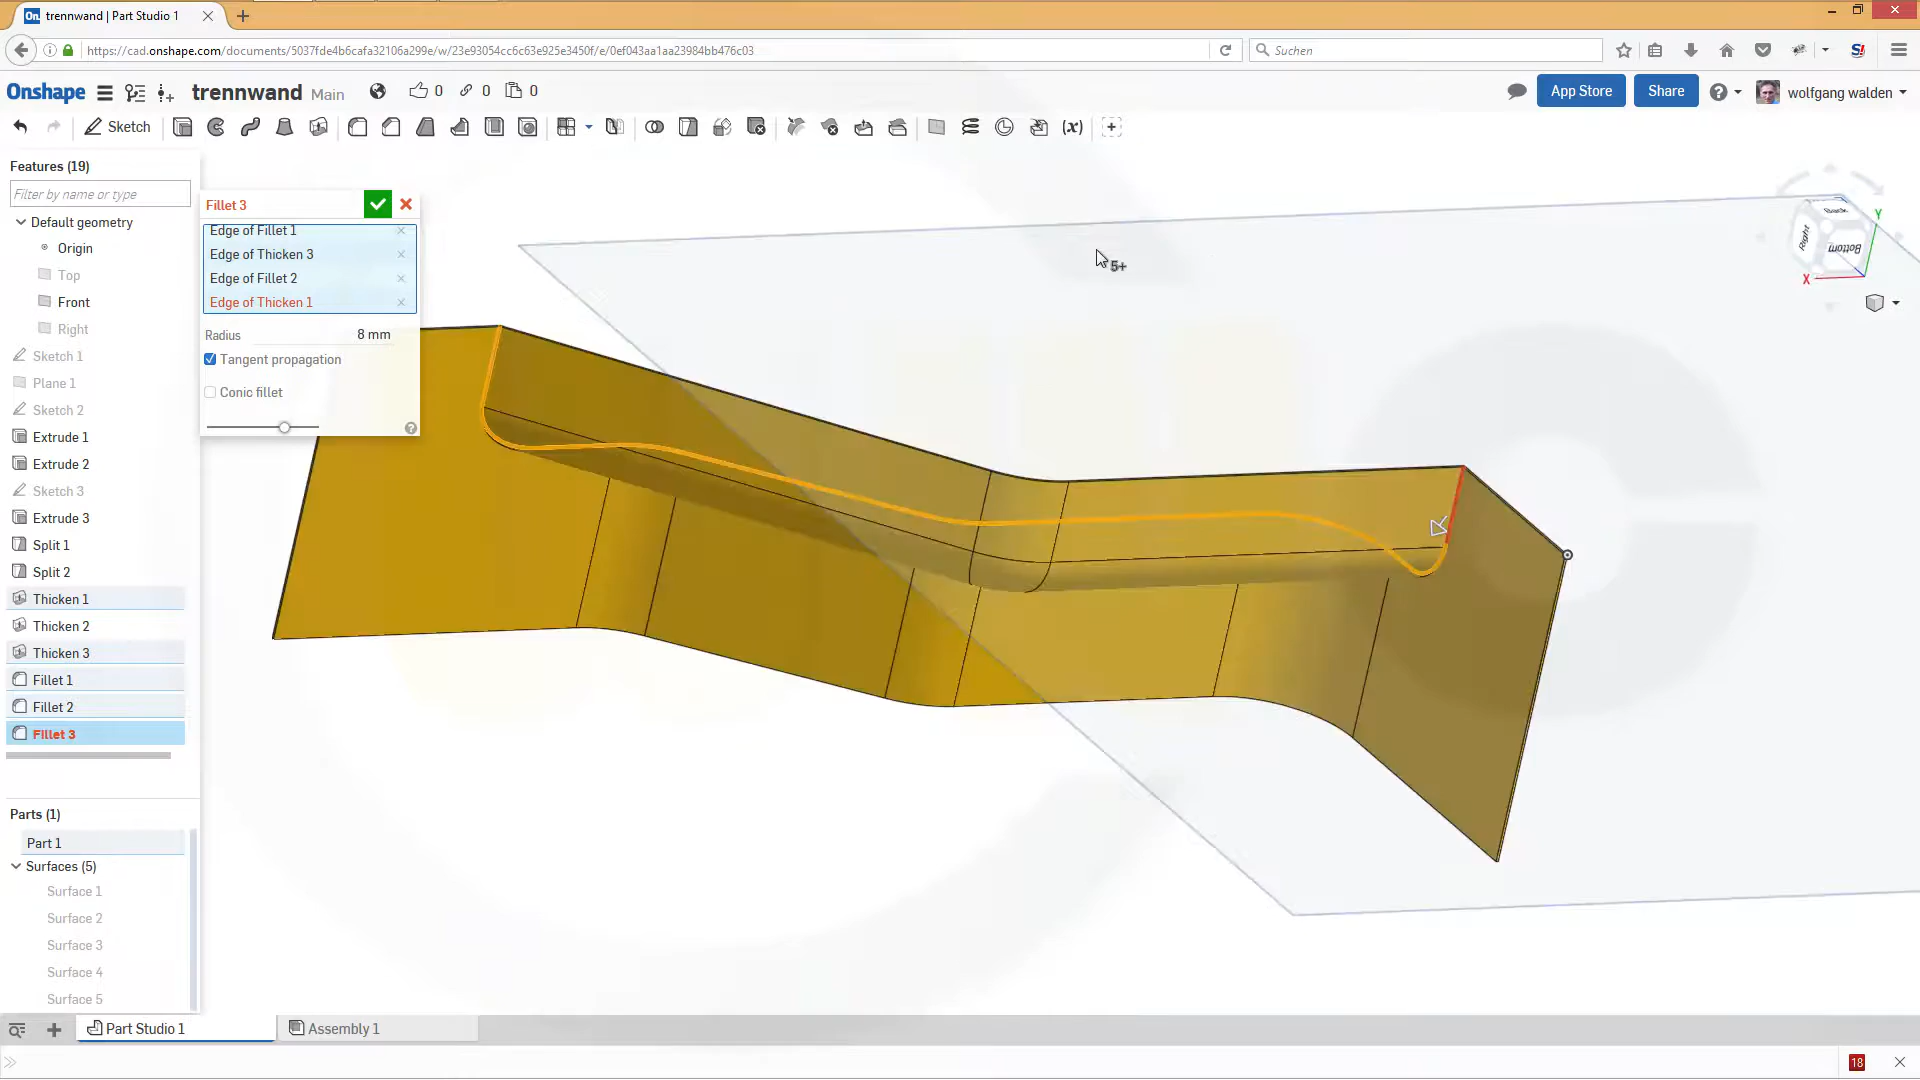 On trennwand | Part Studio 1
https://cad.onshape.com/documents/5037fde4b6cafa32106a299e/w/23e93054cc6c63e925e3450f/e/0ef043aa1aa23984bb476c03
Suchen
S!
Onshape
trennwand Main
0
0
0
App Store
Share
?
wolfgang walden
Sketch
(x)
Features (19)
Filter by name or type
Default geometry
Origin
Top
Front
Right
Sketch 1
Plane 1
Sketch 2
Extrude 1
Extrude 2
Sketch 3
Extrude 3
Split 1
Split 2
Thicken 1
Thicken 2
Thicken 3
Fillet 1
Fillet 2
Fillet 3
Parts (1)
Part 1
Surfaces (5)
Surface 1
Surface 2
Surface 3
Surface 4
Surface 5
Fillet 3
Edge of Fillet 1
Edge of Thicken 3
Edge of Fillet 2
Edge of Thicken 1
Radius 8 mm
Tangent propagation
Conic fillet
?
5+
Back
Right
Bottom
Y
X
Part Studio 1
Assembly 1
18